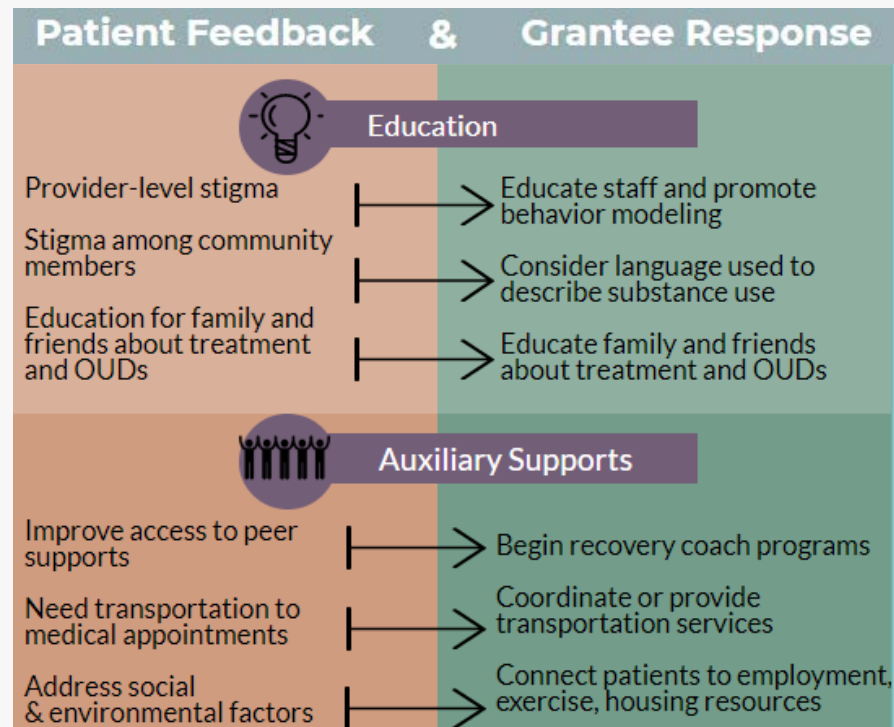 Patient Feedback & Grantee Response
Education
Provider-level stigma
Educate staff and promote
behavior modeling
Stigma among community
members
Consider language used to
describe substance use
Education for family and
friends about treatment
and OUDs
Educate family and friends
about treatment and OUDs
Auxiliary Supports
Improve access to peer
supports
Begin recovery coach programs
Need transportation to
medical appointments
Coordinate or provide
transportation services
Address social
& environmental factors
Connect patients to employment,
exercise, housing resources